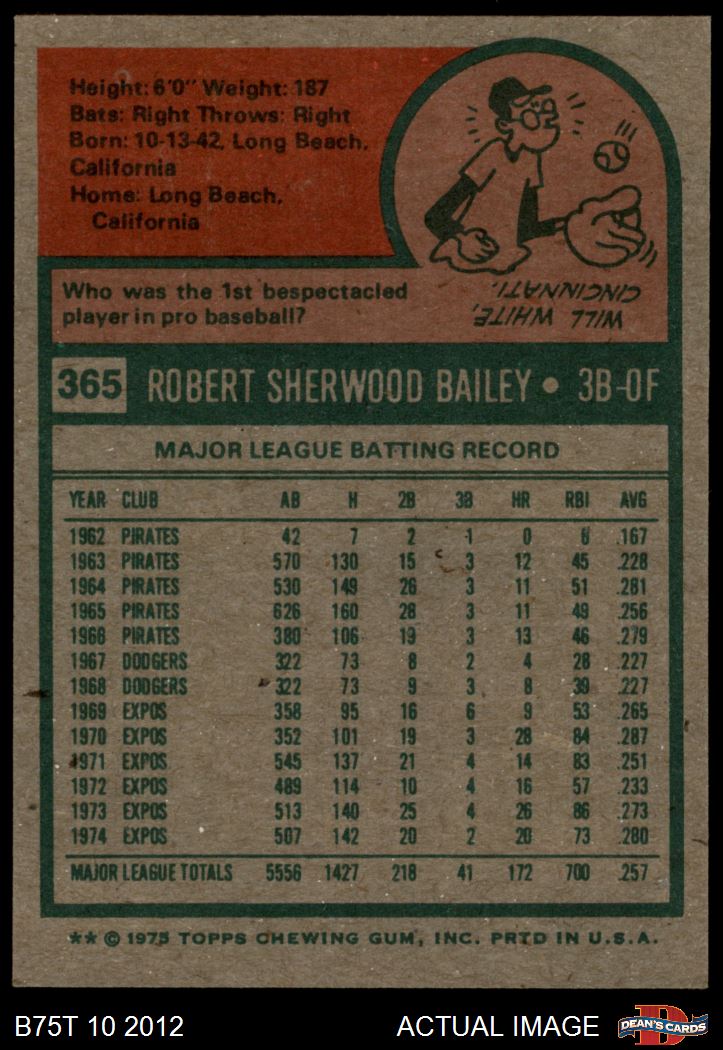 Height: 6'0" Weight: 187
Bats: Right Throws: Right
Born: 10-13-42, Long Beach,
California
Home: Long Beach,
California
Who was the 1st bespectacled
player in pro baseball?
WILL WHITE,
CINCINNATI.
365 ROBERT SHERWOOD BAILEY • 3B-OF
MAJOR LEAGUE BATTING RECORD
YEAR CLUB AB H 2B 3B HR RBI AVG
1962 PIRATES 42 7 2 1 0 6 .167
1963 PIRATES 570 130 15 3 12 45 .228
1964 PIRATES 530 149 26 3 11 51 .281
1965 PIRATES 626 160 28 3 11 49 .256
1966 PIRATES 380 106 19 3 13 46 .279
1967 DODGERS 322 73 8 2 4 28 .227
1968 DODGERS 322 73 9 3 8 39 .227
1969 EXPOS 358 95 16 6 9 53 .265
1970 EXPOS 352 101 19 3 28 84 .287
1971 EXPOS 545 137 21 4 14 83 .251
1972 EXPOS 489 114 10 4 16 57 .233
1973 EXPOS 513 140 25 4 26 86 .273
1974 EXPOS 507 142 20 2 20 73 .280
MAJOR LEAGUE TOTALS 5556 1427 218 41 172 700 .257
** © 1975 TOPPS CHEWING GUM, INC. PRTD IN U.S.A.
B75T 10 2012 ACTUAL IMAGE
D
DEAN'S CARDS